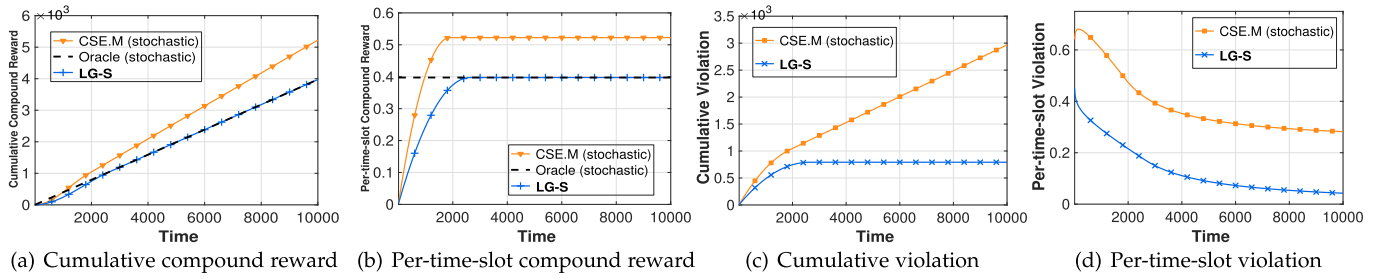 6 × 10³
5
4
3
2
1
0
2000 4000 6000 8000 10000
Time
Cumulative Compound Reward
CSE.M (stochastic)
Oracle (stochastic)
LG-S
(a) Cumulative compound reward
0.6
0.5
0.4
0.3
0.2
0.1
0
2000 4000 6000 8000 10000
Time
Per-time-slot Compound Reward
CSE.M (stochastic)
Oracle (stochastic)
LG-S
(b) Per-time-slot compound reward
3.5 × 10³
3
2.5
2
1.5
1
0.5
0
2000 4000 6000 8000 10000
Time
Cumulative Violation
CSE.M (stochastic)
LG-S
(c) Cumulative violation
0.8
0.6
0.4
0.2
0
2000 4000 6000 8000 10000
Time
Per-time-slot Violation
CSE.M (stochastic)
LG-S
(d) Per-time-slot violation